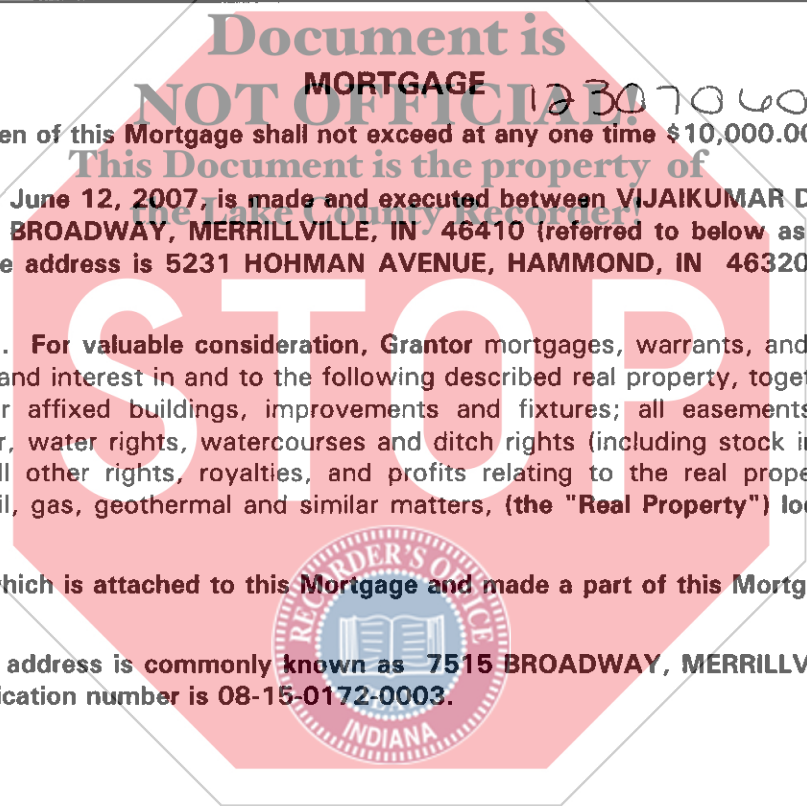 Document is
MORTGAGE
NOT OFFICIAL!
12307060
en of this Mortgage shall not exceed at any one time $10,000.00
This Document is the property of
June 12, 2007, is made and executed between VIJAIKUMAR D
the Lake County Recorder!
BROADWAY, MERRILLVILLE, IN 46410 (referred to below as
e address is 5231 HOHMAN AVENUE, HAMMOND, IN 46320
STOP
. For valuable consideration, Grantor mortgages, warrants, and
and interest in and to the following described real property, toget
r affixed buildings, improvements and fixtures; all easements
r, water rights, watercourses and ditch rights (including stock i
ll other rights, royalties, and profits relating to the real prope
il, gas, geothermal and similar matters, (the "Real Property") lo
which is attached to this Mortgage and made a part of this Mortg
RECORDER'S OFFICE
address is commonly known as 7515 BROADWAY, MERRILLV
ication number is 08-15-0172-0003.
INDIANA